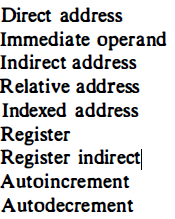 Direct address
Immediate operand
Indirect address
Relative address
Indexed address
Register
Register indirect
Autoincrement
Autodecrement